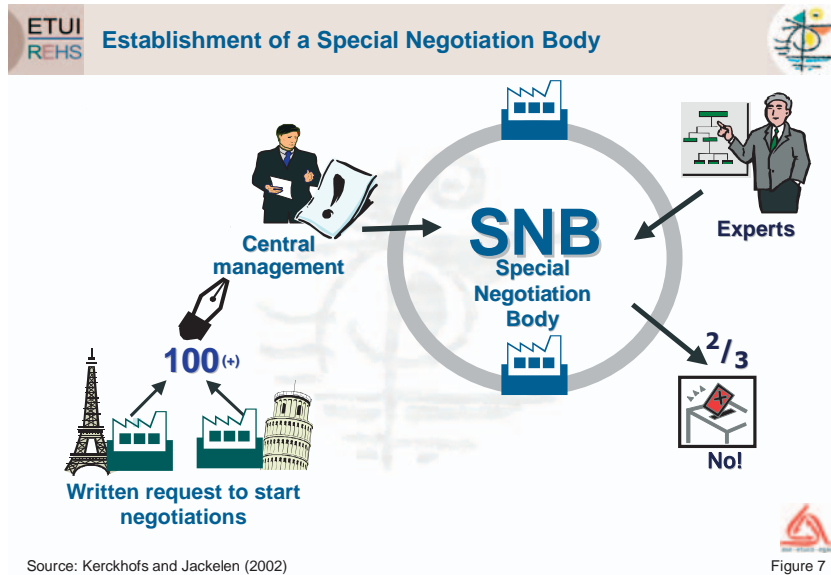 ETUI
REHS
Establishment of a Special Negotiation Body
Central
management
SNB
Special
Negotiation
Body
Experts
100 (+)
2/3
No!
Written request to start
negotiations
Source: Kerckhofs and Jackelen (2002)
Figure 7